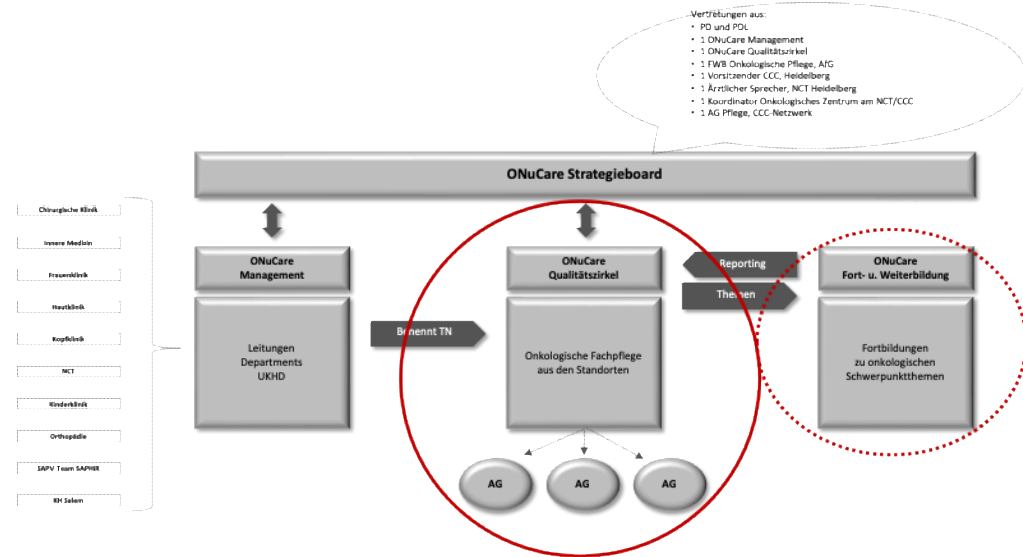 Vertretungen aus:
• PD und PDL
• 1 ONuCare Management
• 1 ONuCare Qualitätszirkel
• 1 FWB Onkologische Pflege, AfG
• 1 Vorsitzender CCC, Heidelberg
• 1 Ärztlicher Sprecher, NCT Heidelberg
• 1 Koordinator Onkologisches Zentrum am NCT/CCC
• 1 AG Pflege, CCC-Netzwerk
ONuCare Strategieboard
Chirurgische Klinik
Innere Medizin
Frauenklinik
Hautklinik
Kopfklinik
NCT
Kinderklinik
Orthopädie
SAPV Team SAPHIR
KH Salem
ONuCare
Management
Leitungen
Departments
UKHD
Benennt TN
ONuCare
Qualitätszirkel
Onkologische Fachpflege
aus den Standorten
AG
AG
AG
Reporting
Themen
ONuCare
Fort- u. Weiterbildung
Fortbildungen
zu onkologischen
Schwerpunktthemen